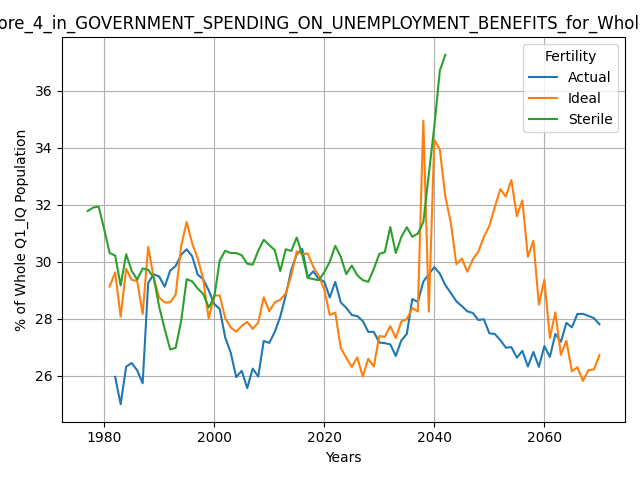 ore_4_in_GOVERNMENT_SPENDING_ON_UNEMPLOYMENT_BENEFITS_for_Whol
Fertility
Actual
Ideal
Sterile
% of Whole Q1_IQ Population
36
34
32
30
28
26
1980
2000
2020
2040
2060
Years